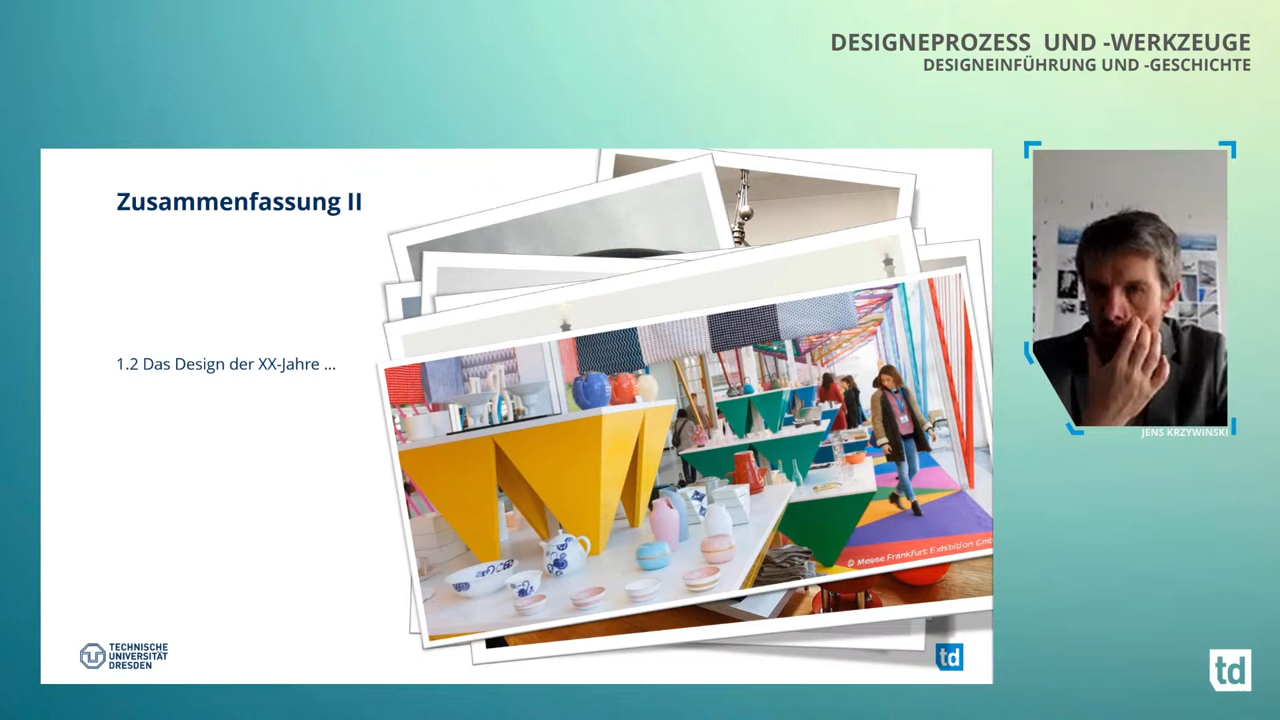 DESIGNEPROZESS UND -WERKZEUGE
DESIGNEINFÜHRUNG UND -GESCHICHTE
Zusammenfassung II
1.2 Das Design der XX-Jahre ...
© Messe Frankfurt Exhibition Gmb
JENS KRZYWINSKI
TECHNISCHE
UNIVERSITÄT
DRESDEN
td
td